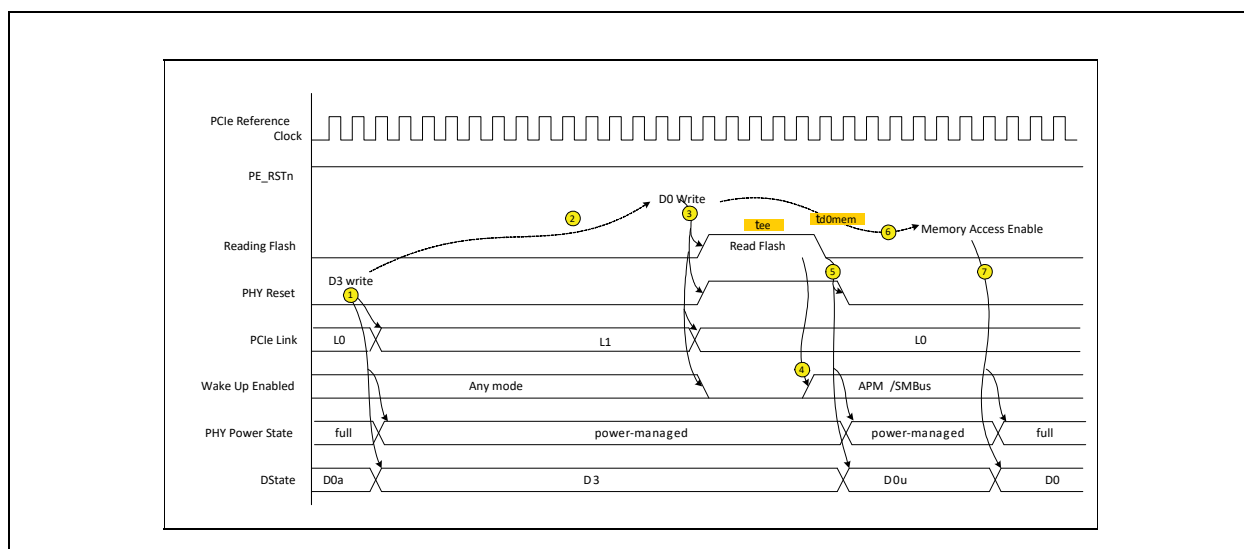 PCIe Reference
Clock
PE_RSTn
D0 Write
2
3
tee
td0mem
6
Memory Access Enable
Reading Flash
Read Flash
D3 write
5
7
PHY Reset
1
PCIe Link
L0
L1
L0
4
Wake Up Enabled
Any mode
APM /SMBus
PHY Power State
full
power-managed
power-managed
full
DState
D0a
D3
D0u
D0